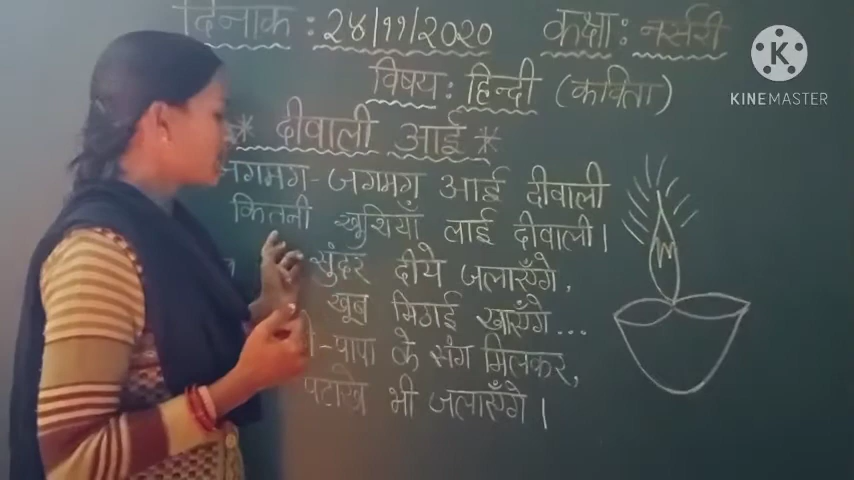 दिनांक : २४/११/२०२० कक्षा : नर्सरी
विषय : हिन्दी (कविता)
* दीवाली आई *
जगमग-जगमग आई दीवाली
कितनी खुशियाँ लाई दीवाली।
सुंदर दीये जलाएँगे,
खूब मिठाई खाएँगे...
-पापा के संग मिलकर,
पटाखे भी जलाएँगे।
K
KINEMASTER